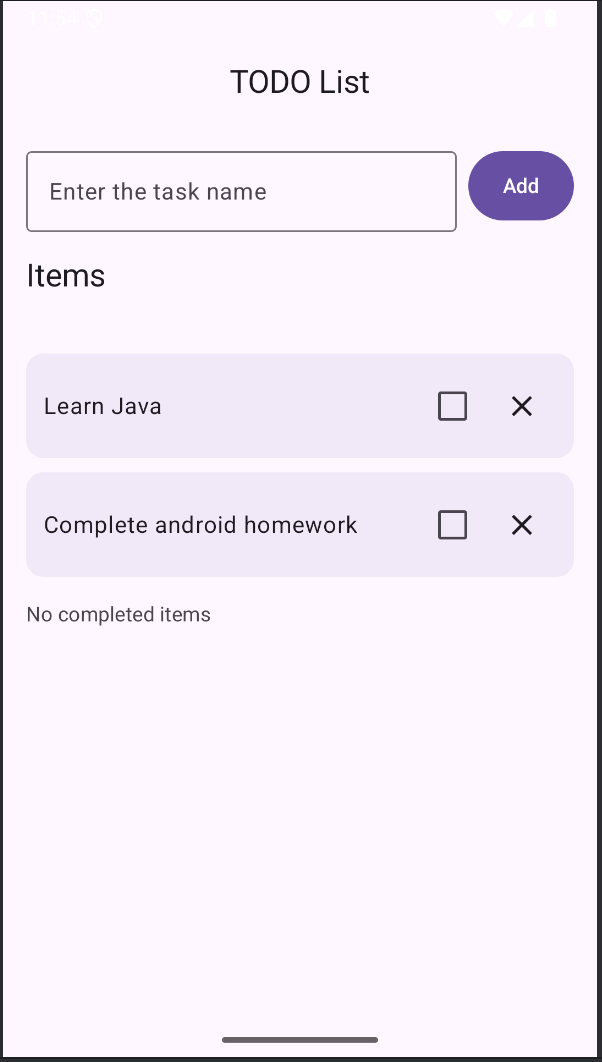 11:54
TODO List
Enter the task name
Add
Items
Learn Java
Complete android homework
No completed items